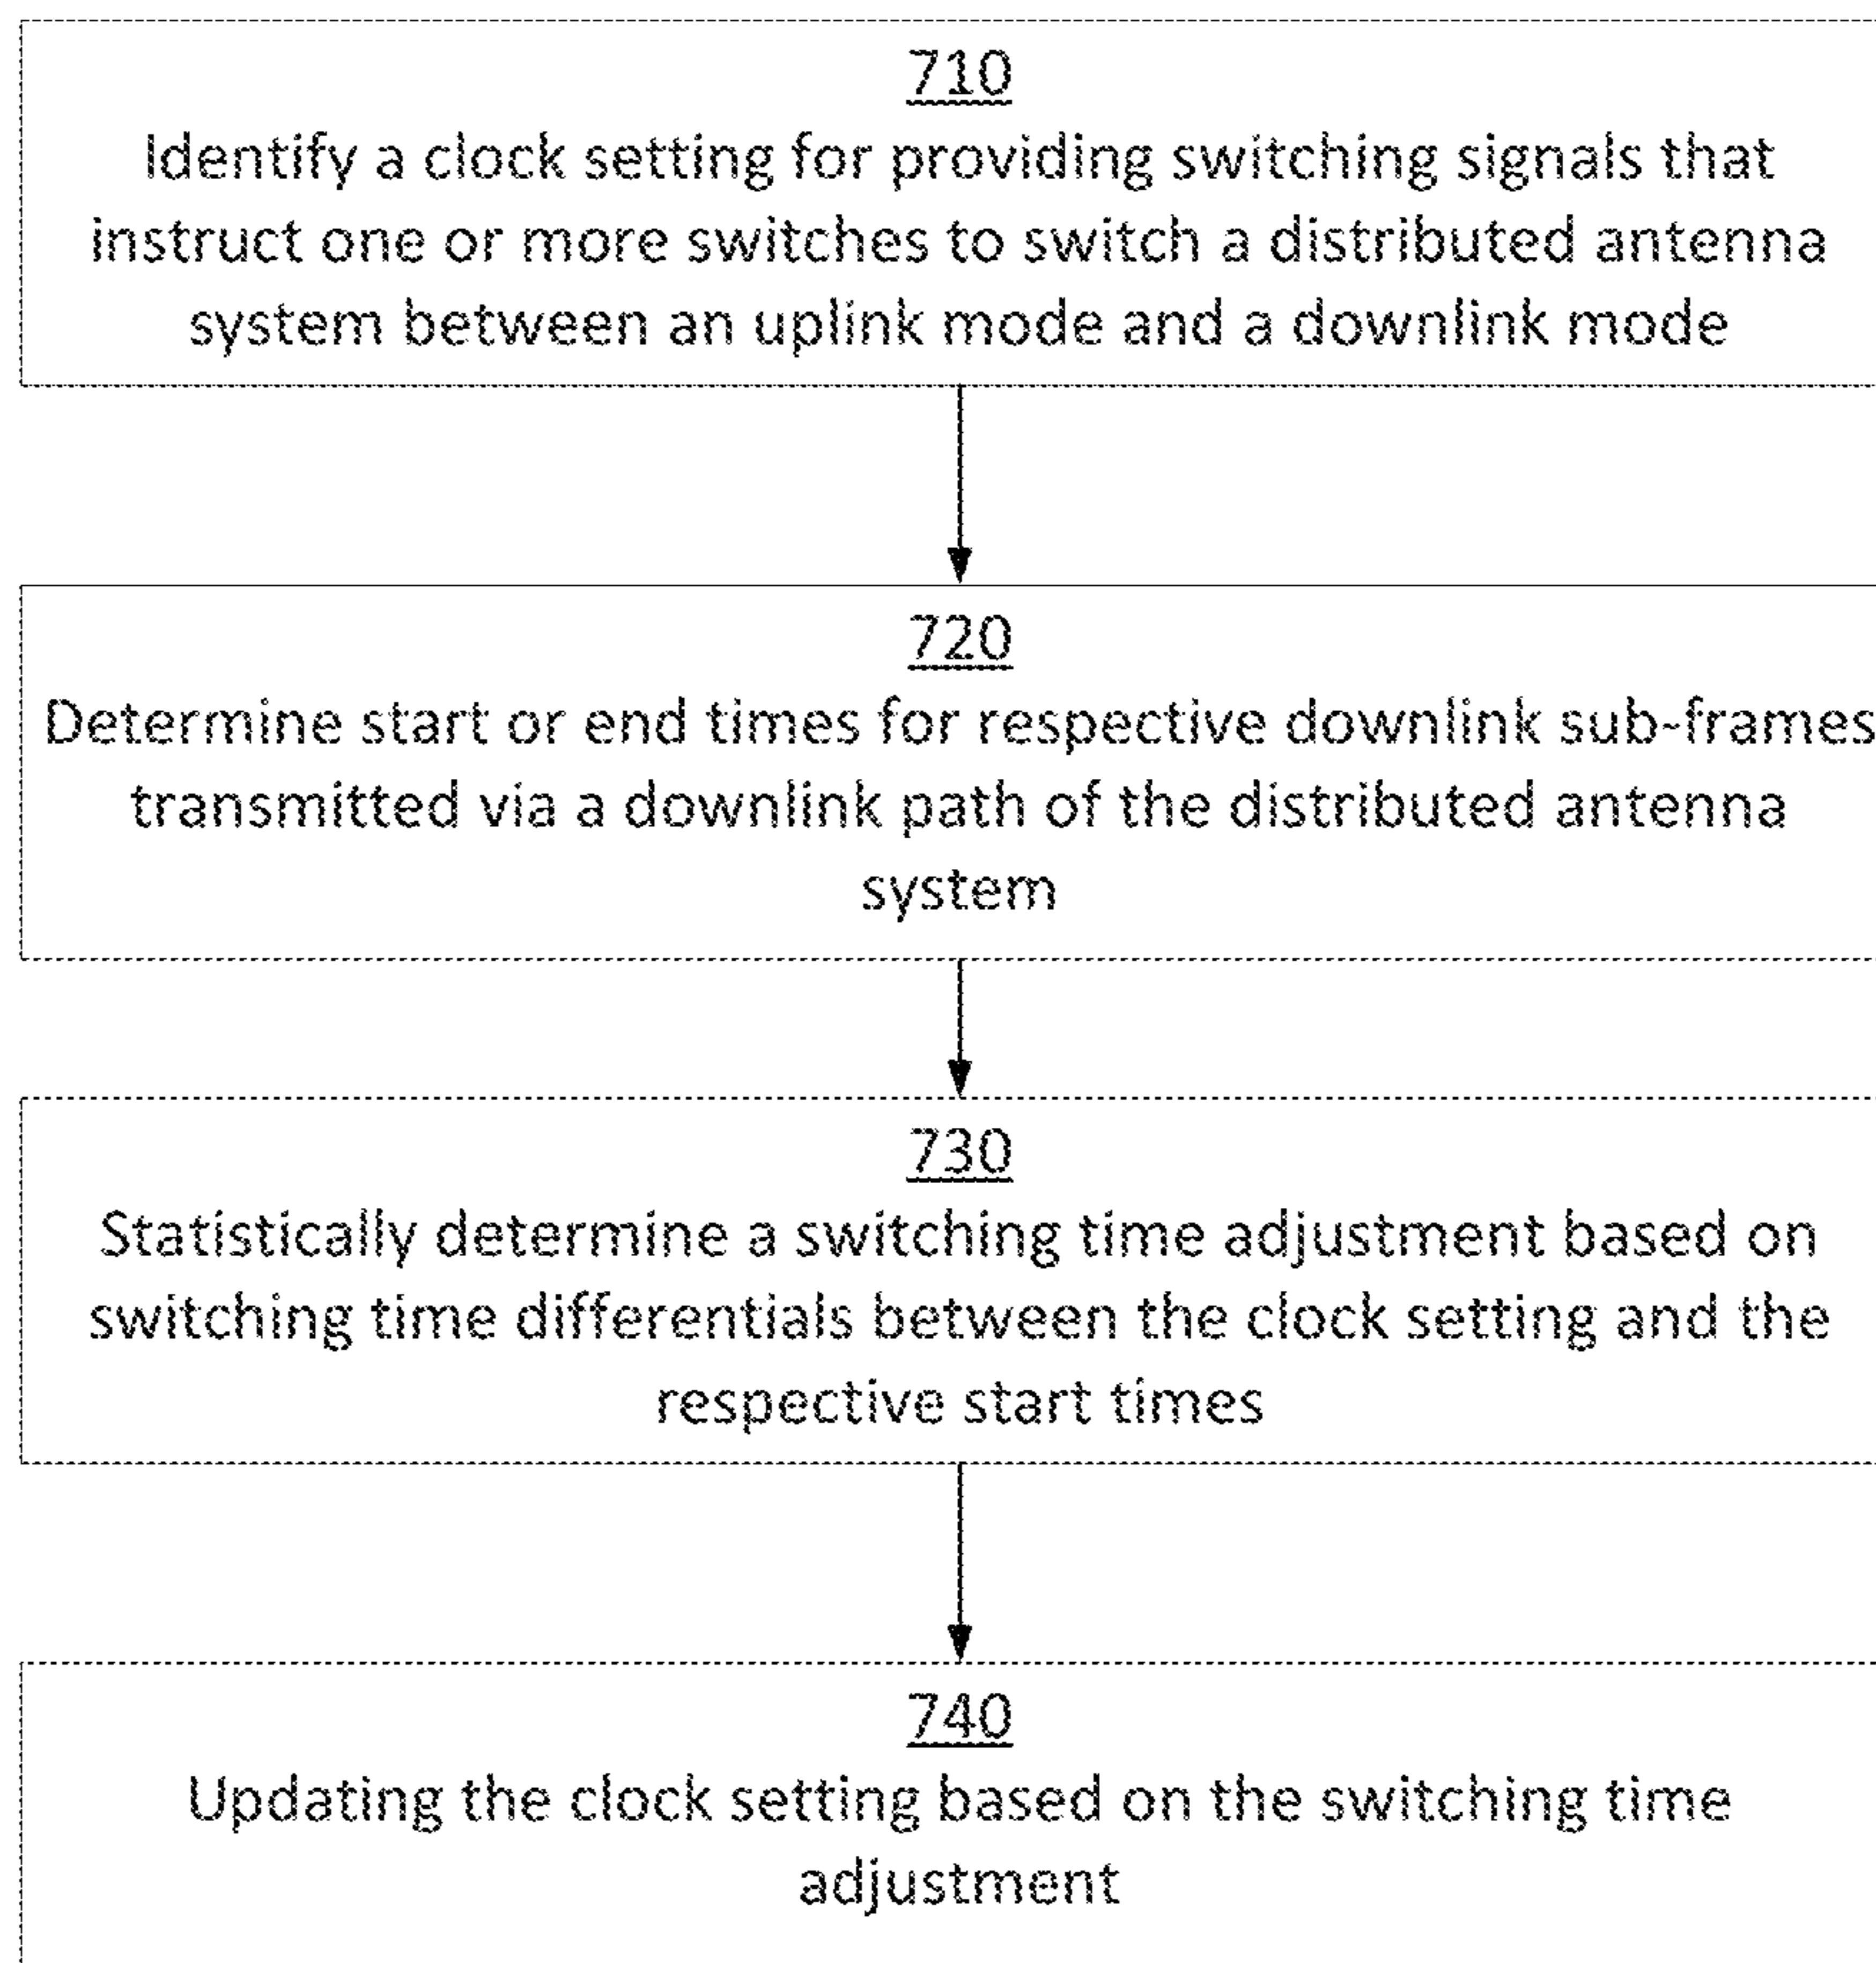 710
Identify a clock setting for providing switching signals that
instruct one or more switches to switch a distributed antenna
system between an uplink mode and a downlink mode
720
Determine start or end times for respective downlink sub-frames
transmitted via a downlink path of the distributed antenna
system
730
Statistically determine a switching time adjustment based on
switching time differentials between the clock setting and the
respective start times
740
Updating the clock setting based on the switching time
adjustment